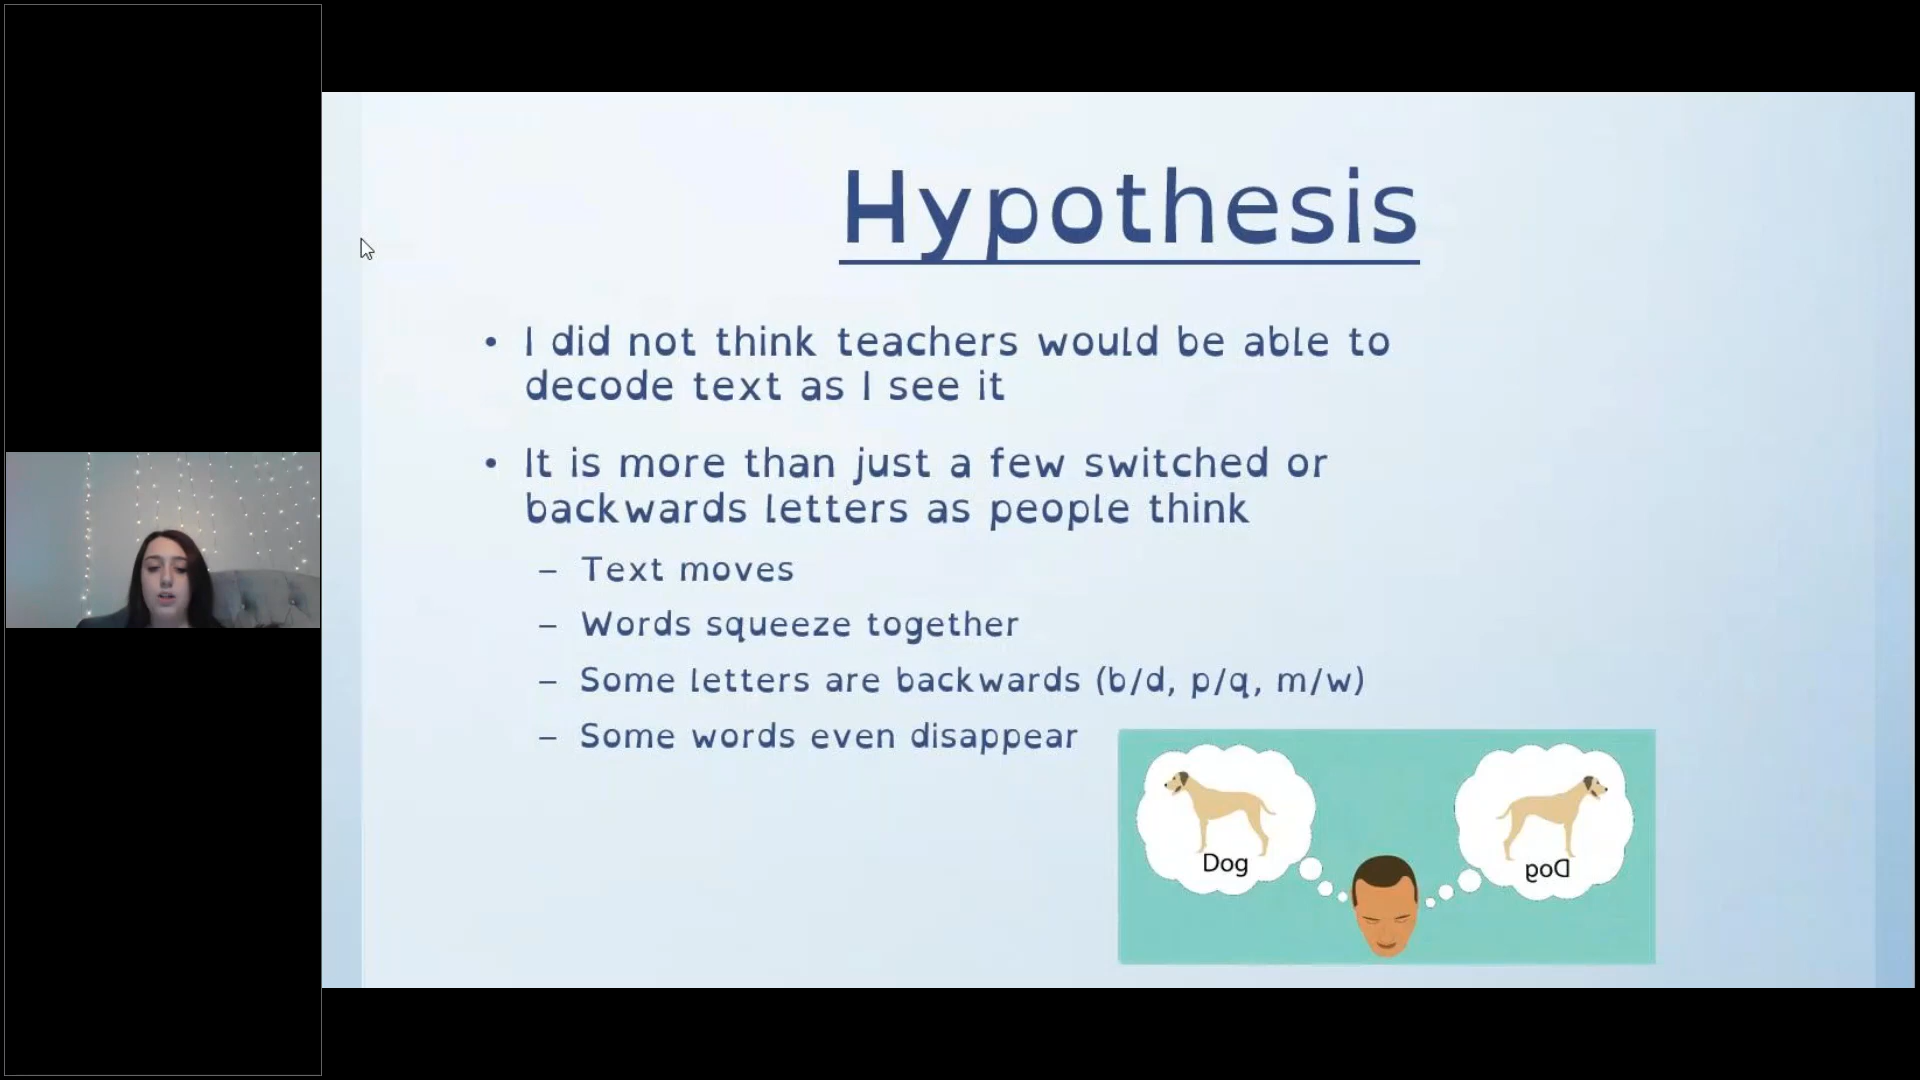 Hypothesis
• I did not think teachers would be able to
decode text as I see it
• It is more than just a few switched or
backwards letters as people think
– Text moves
– Words squeeze together
– Some letters are backwards (b/d, p/q, m/w)
– Some words even disappear
Dog
Dog